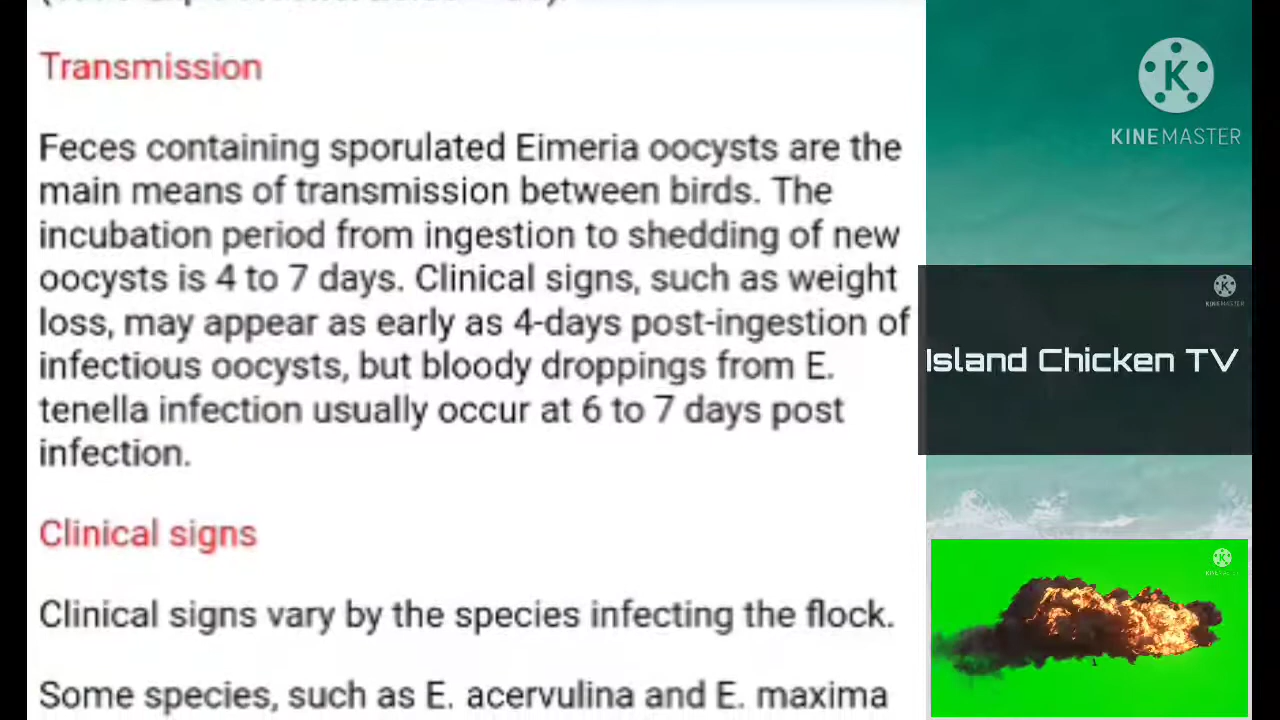 Transmission
Feces containing sporulated Eimeria oocysts are the
main means of transmission between birds. The
incubation period from ingestion to shedding of new
oocysts is 4 to 7 days. Clinical signs, such as weight
loss, may appear as early as 4-days post-ingestion of
infectious oocysts, but bloody droppings from E.
tenella infection usually occur at 6 to 7 days post
infection.
Clinical signs
Clinical signs vary by the species infecting the flock.
Some species, such as E. acervulina and E. maxima
K
KINEMASTER
K
KINEMASTER
Island Chicken TV
K